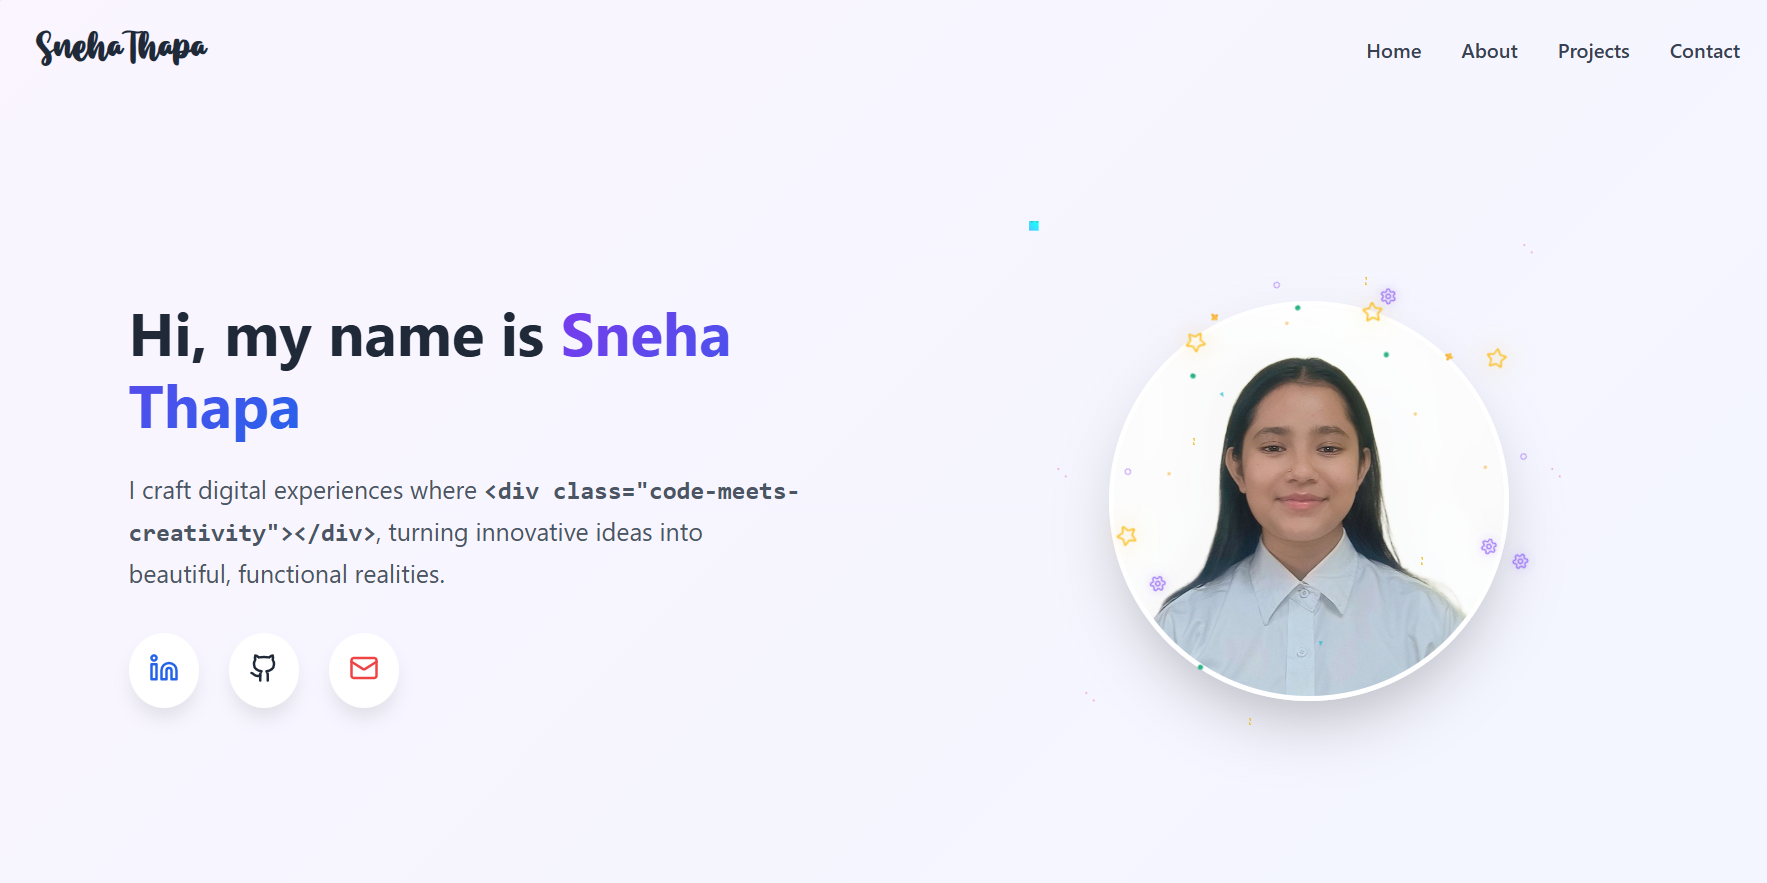 Sneha Thapa
Home
About
Projects
Contact
Hi, my name is Sneha
Thapa
I craft digital experiences where <div class="code-meets-
creativity"></div>, turning innovative ideas into
beautiful, functional realities.
in